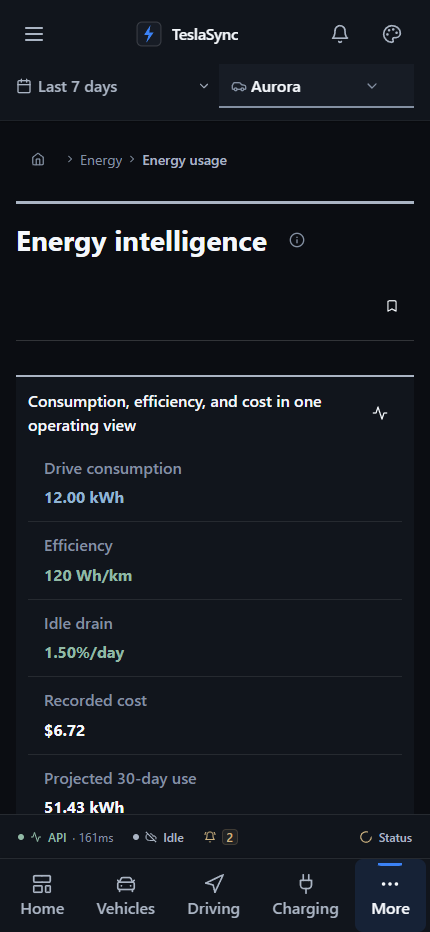 TeslaSync
Last 7 days
Aurora
Energy
Energy usage
Energy intelligence
Consumption, efficiency, and cost in one
operating view
Drive consumption
12.00 kWh
Efficiency
120 Wh/km
Idle drain
1.50%/day
Recorded cost
$6.72
Projected 30-day use
51.43 kWh
API · 161ms
Idle
2
Status
Home
Vehicles
Driving
Charging
More